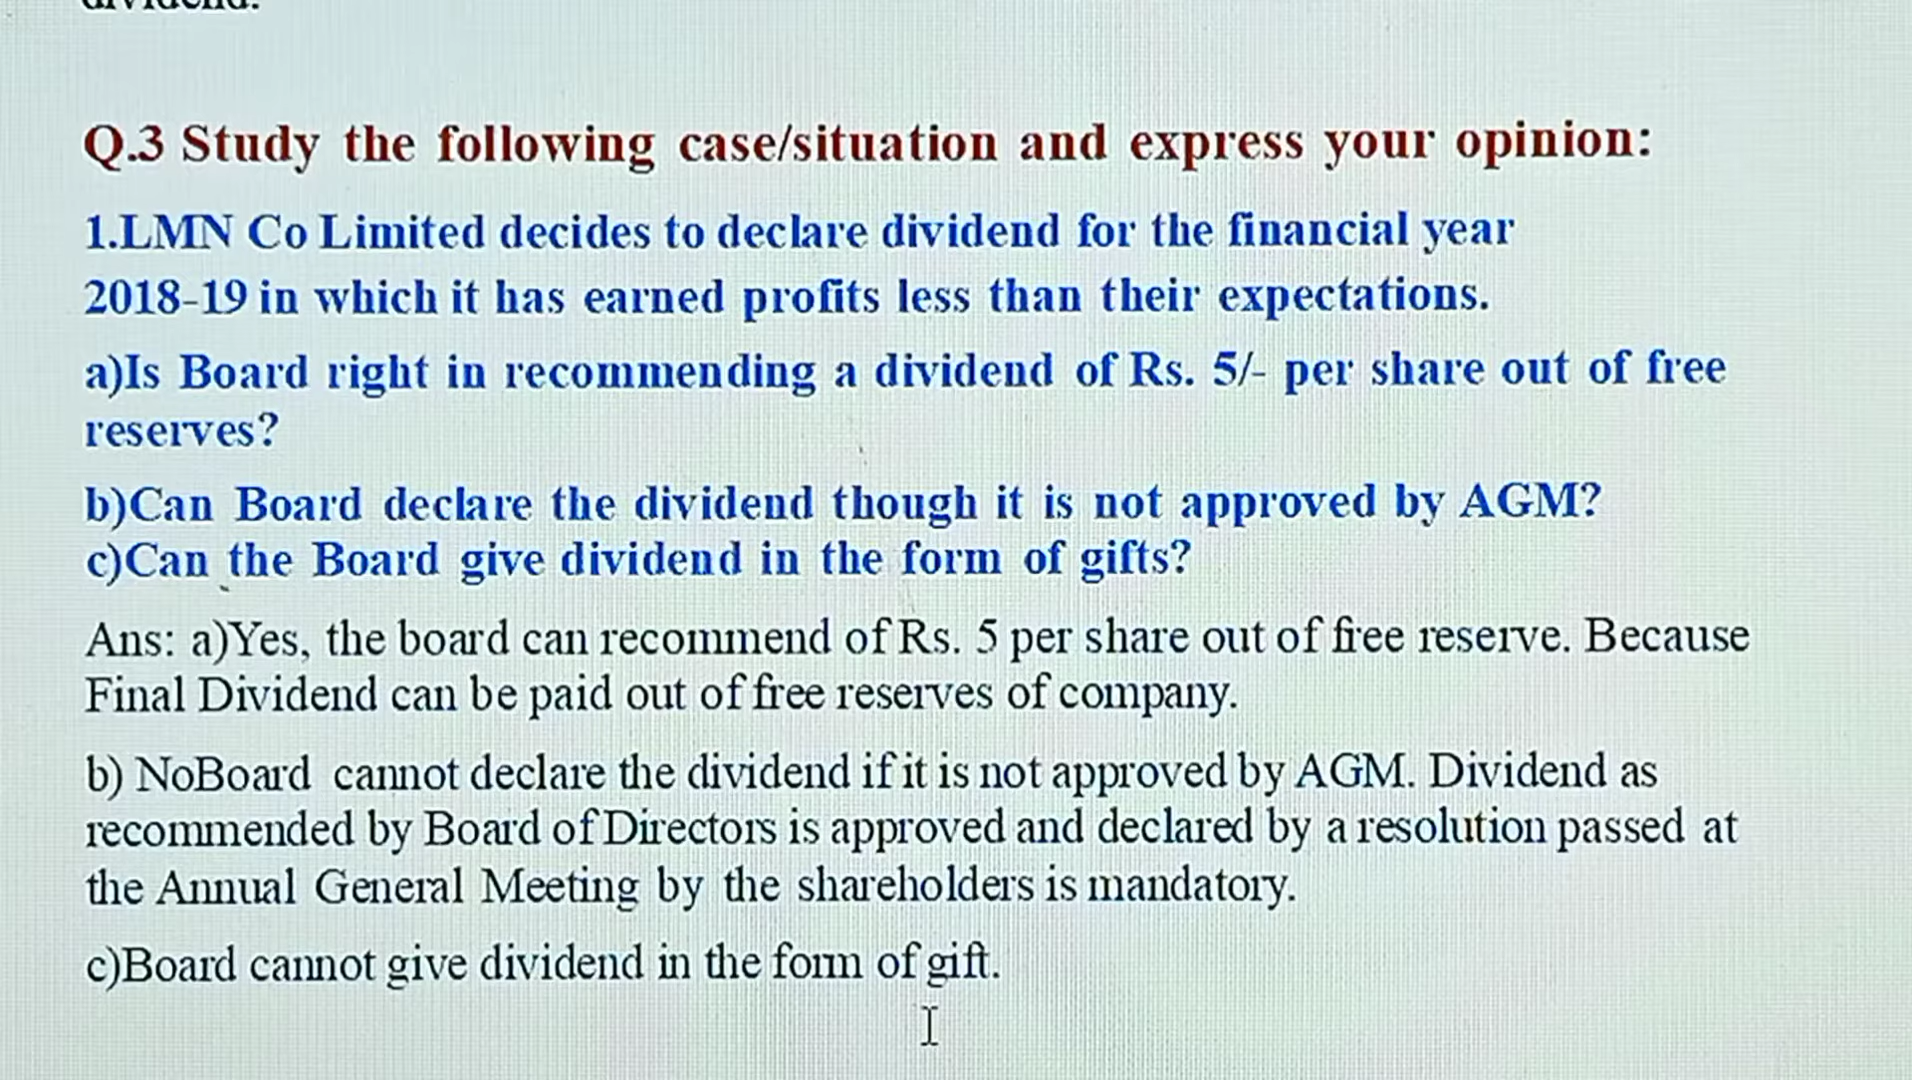 dividend.
Q.3 Study the following case/situation and express your opinion:
1.LMN Co Limited decides to declare dividend for the financial year
2018-19 in which it has earned profits less than their expectations.
a)Is Board right in recommending a dividend of Rs. 5/- per share out of free
reserves?
b)Can Board declare the dividend though it is not approved by AGM?
c)Can the Board give dividend in the form of gifts?
Ans: a)Yes, the board can recommend of Rs. 5 per share out of free reserve. Because
Final Dividend can be paid out of free reserves of company.
b) NoBoard cannot declare the dividend if it is not approved by AGM. Dividend as
recommended by Board of Directors is approved and declared by a resolution passed at
the Annual General Meeting by the shareholders is mandatory.
c)Board cannot give dividend in the form of gift.